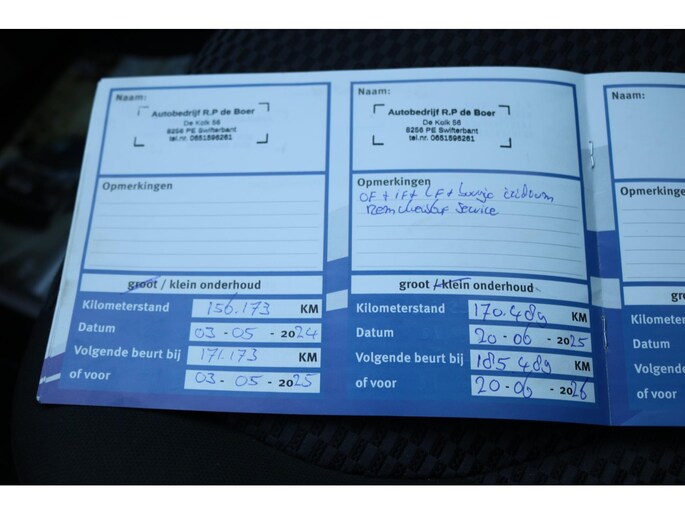 Naam:
Autobedrijf R.P de Boer
De Kolk 56
8256 PE Swifterbant
tel.nr. 0651596261
Opmerkingen
groot / klein onderhoud
Kilometerstand 156.173 KM
Datum 03-05-2024
Volgende beurt bij 171.173 KM
of voor 03-05-2025
Naam:
Autobedrijf R.P de Boer
De Kolk 56
8256 PE Swifterbant
tel.nr. 0651596261
Opmerkingen
OF + iF + LF + bougie
Service
groot / klein onderhoud
Kilometerstand 170.489 KM
Datum 20-06-2025
Volgende beurt bij 185.489 KM
of voor 20-06-2026
Naam:
Opmerkingen
Kilometer
Datum
Volgende
of voor